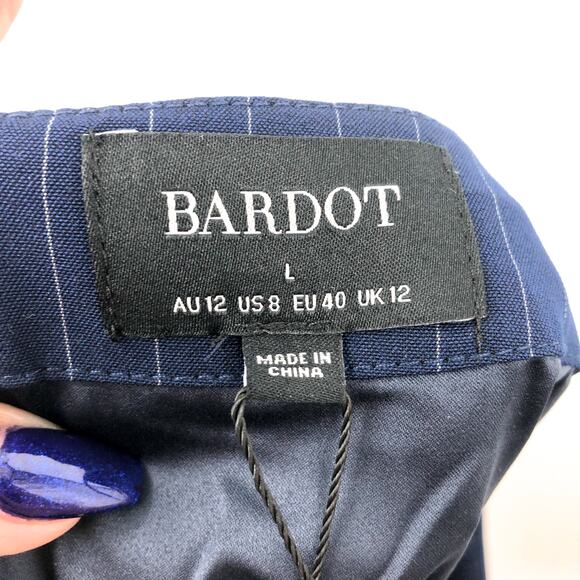 BARDOT
L
AU 12 US 8 EU 40 UK 12
MADE IN
CHINA